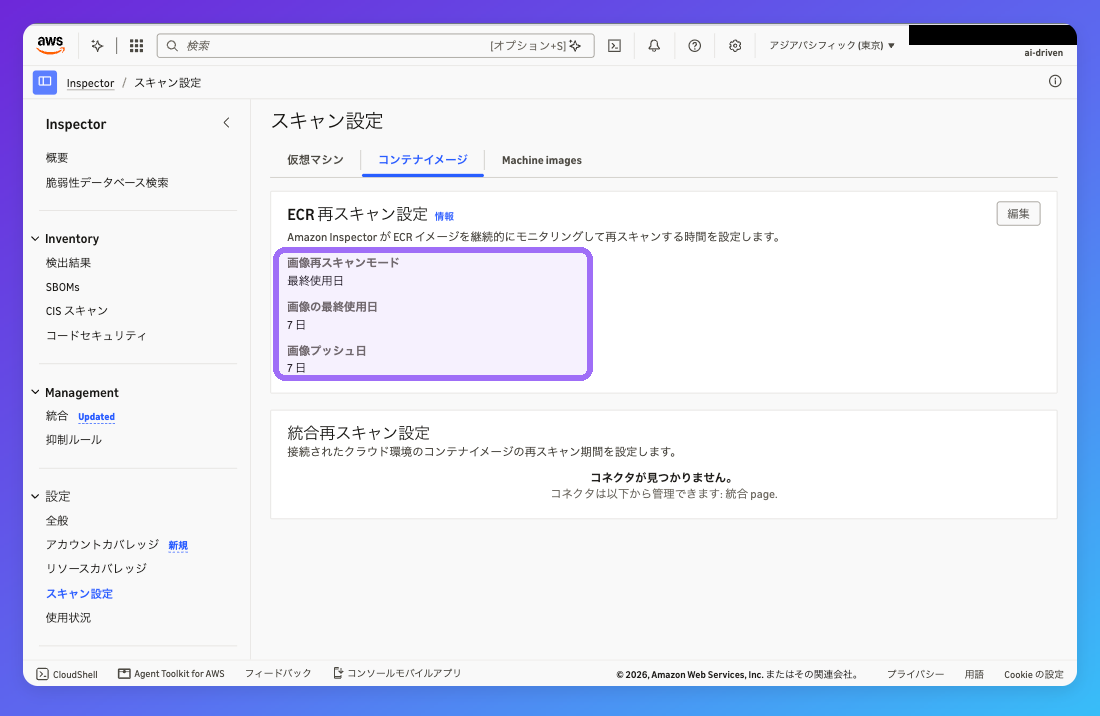 aws
検索
[オプション+S]
アジアパシフィック (東京) ▼
ai-driven
Inspector / スキャン設定
Inspector
概要
脆弱性データベース検索
Inventory
検出結果
SBOMs
CIS スキャン
コードセキュリティ
Management
統合 Updated
抑制ルール
設定
全般
アカウントカバレッジ 新規
リソースカバレッジ
スキャン設定
使用状況
スキャン設定
仮想マシン
コンテナイメージ
Machine images
ECR 再スキャン設定 情報
編集
Amazon Inspector が ECR イメージを継続的にモニタリングして再スキャンする時間を設定します。
画像再スキャンモード
最終使用日
画像の最終使用日
7 日
画像プッシュ日
7 日
統合再スキャン設定
接続されたクラウド環境のコンテナイメージの再スキャン期間を設定します。
コネクタが見つかりません。
コネクタは以下から管理できます: 統合 page.
CloudShell
Agent Toolkit for AWS
フィードバック
コンソールモバイルアプリ
© 2026, Amazon Web Services, Inc. またはその関連会社。
プライバシー
用語
Cookie の設定